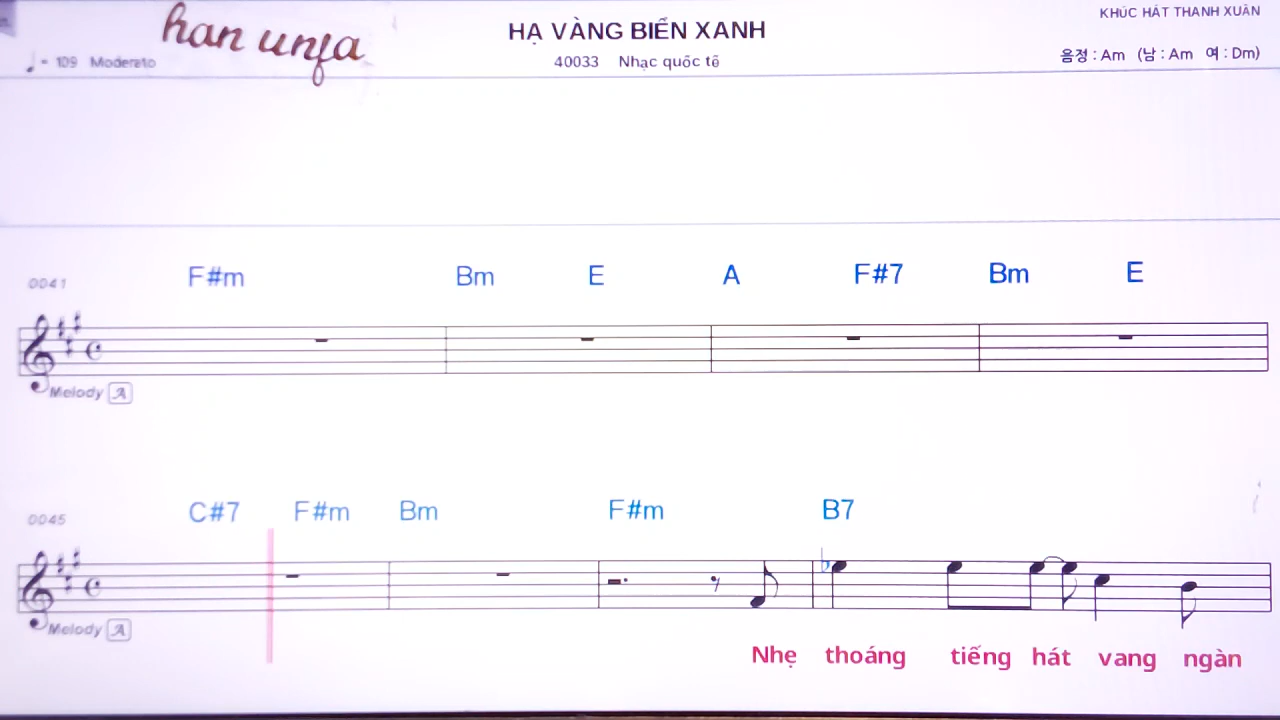 han unfa
HẠ VÀNG BIỂN XANH
KHÚC HÁT THANH XUÂN
= 109 Moderato
40033 Nhạc quốc tế
음정 : Am (남 : Am 여 : Dm)
0041 F#m Bm E A F#7 Bm E
Melody A
0045 C#7 F#m Bm F#m B7
Melody A
Nhẹ thoáng tiếng hát vang ngàn